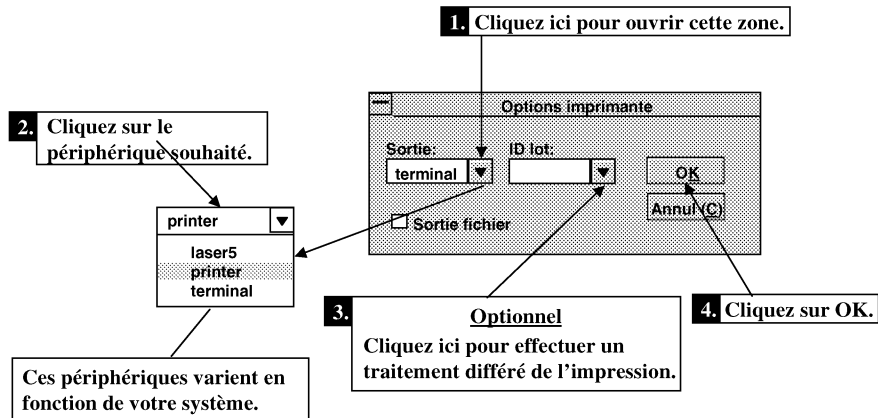 1. Cliquez ici pour ouvrir cette zone.
Options imprimante
2. Cliquez sur le
périphérique souhaité.
Sortie:
ID lot:
terminal
OK
Annul (C)
Sortie fichier
printer
laser5
printer
terminal
3. Optionnel
Cliquez ici pour effectuer un
traitement différé de l’impression.
4. Cliquez sur OK.
Ces périphériques varient en
fonction de votre système.